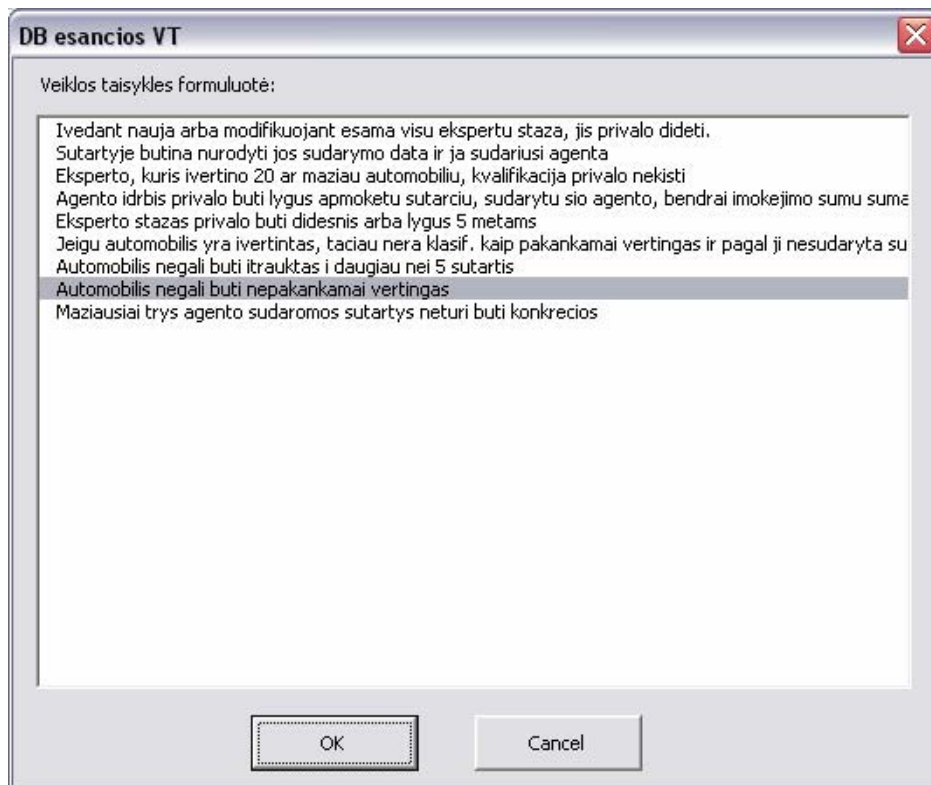 DB esancios VT
Veiklos taisykles formuluotė:
Ivedant nauja arba modifikuojant esama visu ekspertu staza, jis privalo dideti.
Sutartyje butina nurodyti jos sudarymo data ir ja sudariusi agenta
Eksperto, kuris ivertino 20 ar maziau automobiliu, kvalifikacija privalo nekisti
Agento idrbis privalo buti lygus apmoketu sutarciu, sudarytu sio agento, bendrai imokejimo sumu suma
Eksperto stazas privalo buti didesnis arba lygus 5 metams
Jeigu automobilis yra ivertintas, taciau nera klasif. kaip pakankamai vertingas ir pagal ji nesudaryta su
Automobilis negali buti itrauktas i daugiau nei 5 sutartis
Automobilis negali buti nepakankamai vertingas
Maziausiai trys agento sudaromos sutartys neturi buti konkrecios
OK
Cancel